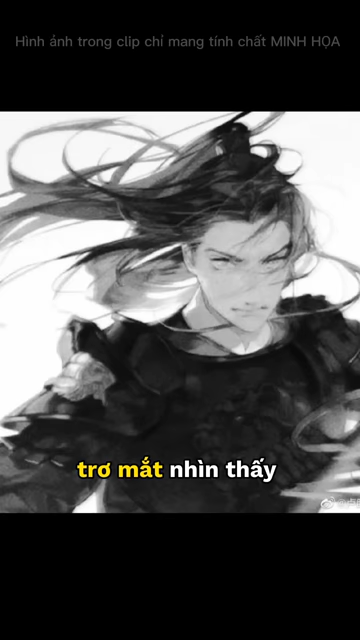 Hình ảnh trong clip chỉ mang tính chất MINH HỌA
trơ mắt nhìn thấy